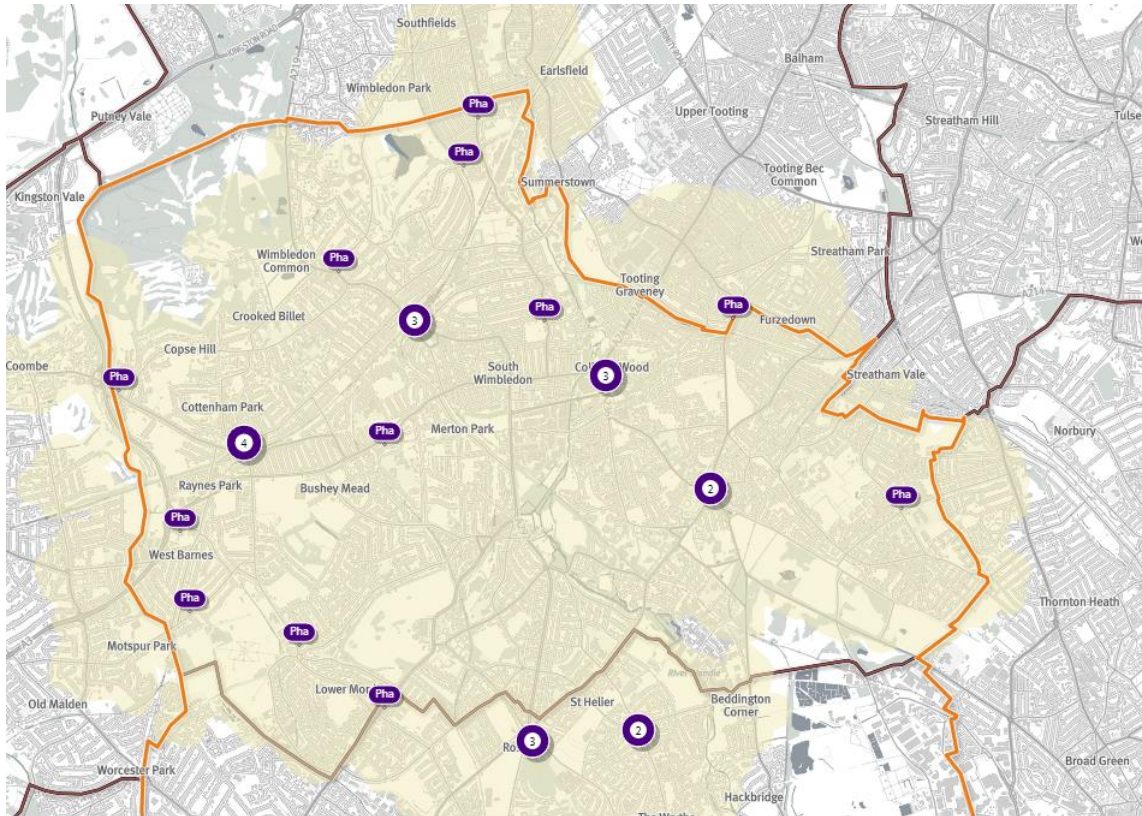 Southfields
KINGSTON ROAD
A219
Earlsfield
Balham
Wimbledon Park
Putney Vale
Pha
Upper Tooting
Streatham Hill
Tulse
Pha
Tooting Bec
Common
Kingston Vale
Summerstown
Streatham Park
Wimbledon
Common
Pha
Tooting
Graveney
A214
Pha
Pha
Crooked Billet
3
Furzedown
Copse Hill
Coombe
South
Wimbledon
Wood
3
Streatham Vale
Pha
Cottenham Park
4
Pha
Merton Park
Norbury
Raynes Park
Bushey Mead
2
Pha
Pha
West Barnes
Pha
Thornton Heath
Pha
Motspur Park
Lower
Pha
St Helier
Beddington
Corner
Old Malden
3
2
Worcester Park
Broad Green
Hackbridge